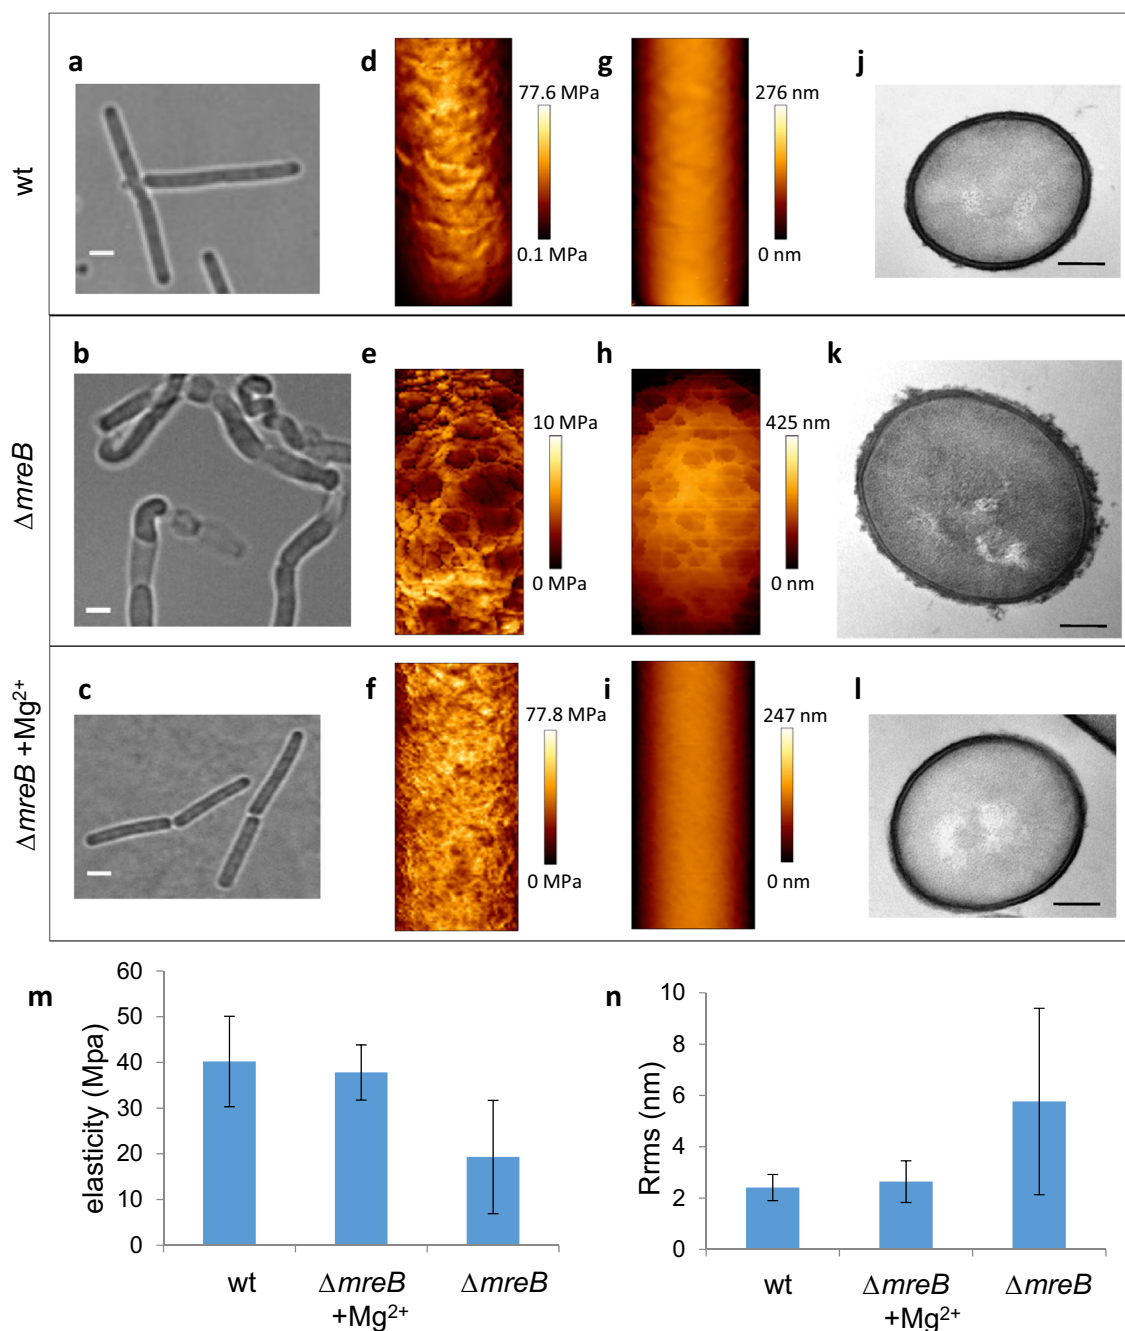 wt
a
d
77.6 MPa
0.1 MPa
g
276 nm
0 nm
j
ΔmreB
b
e
10 MPa
0 MPa
h
425 nm
0 nm
k
ΔmreB +Mg²⁺
c
f
77.8 MPa
0 MPa
i
247 nm
0 nm
l
m
elasticity (Mpa)
60
50
40
30
20
10
0
wt
ΔmreB
+Mg²⁺
ΔmreB
n
Rrms (nm)
10
8
6
4
2
0
wt
ΔmreB
+Mg²⁺
ΔmreB